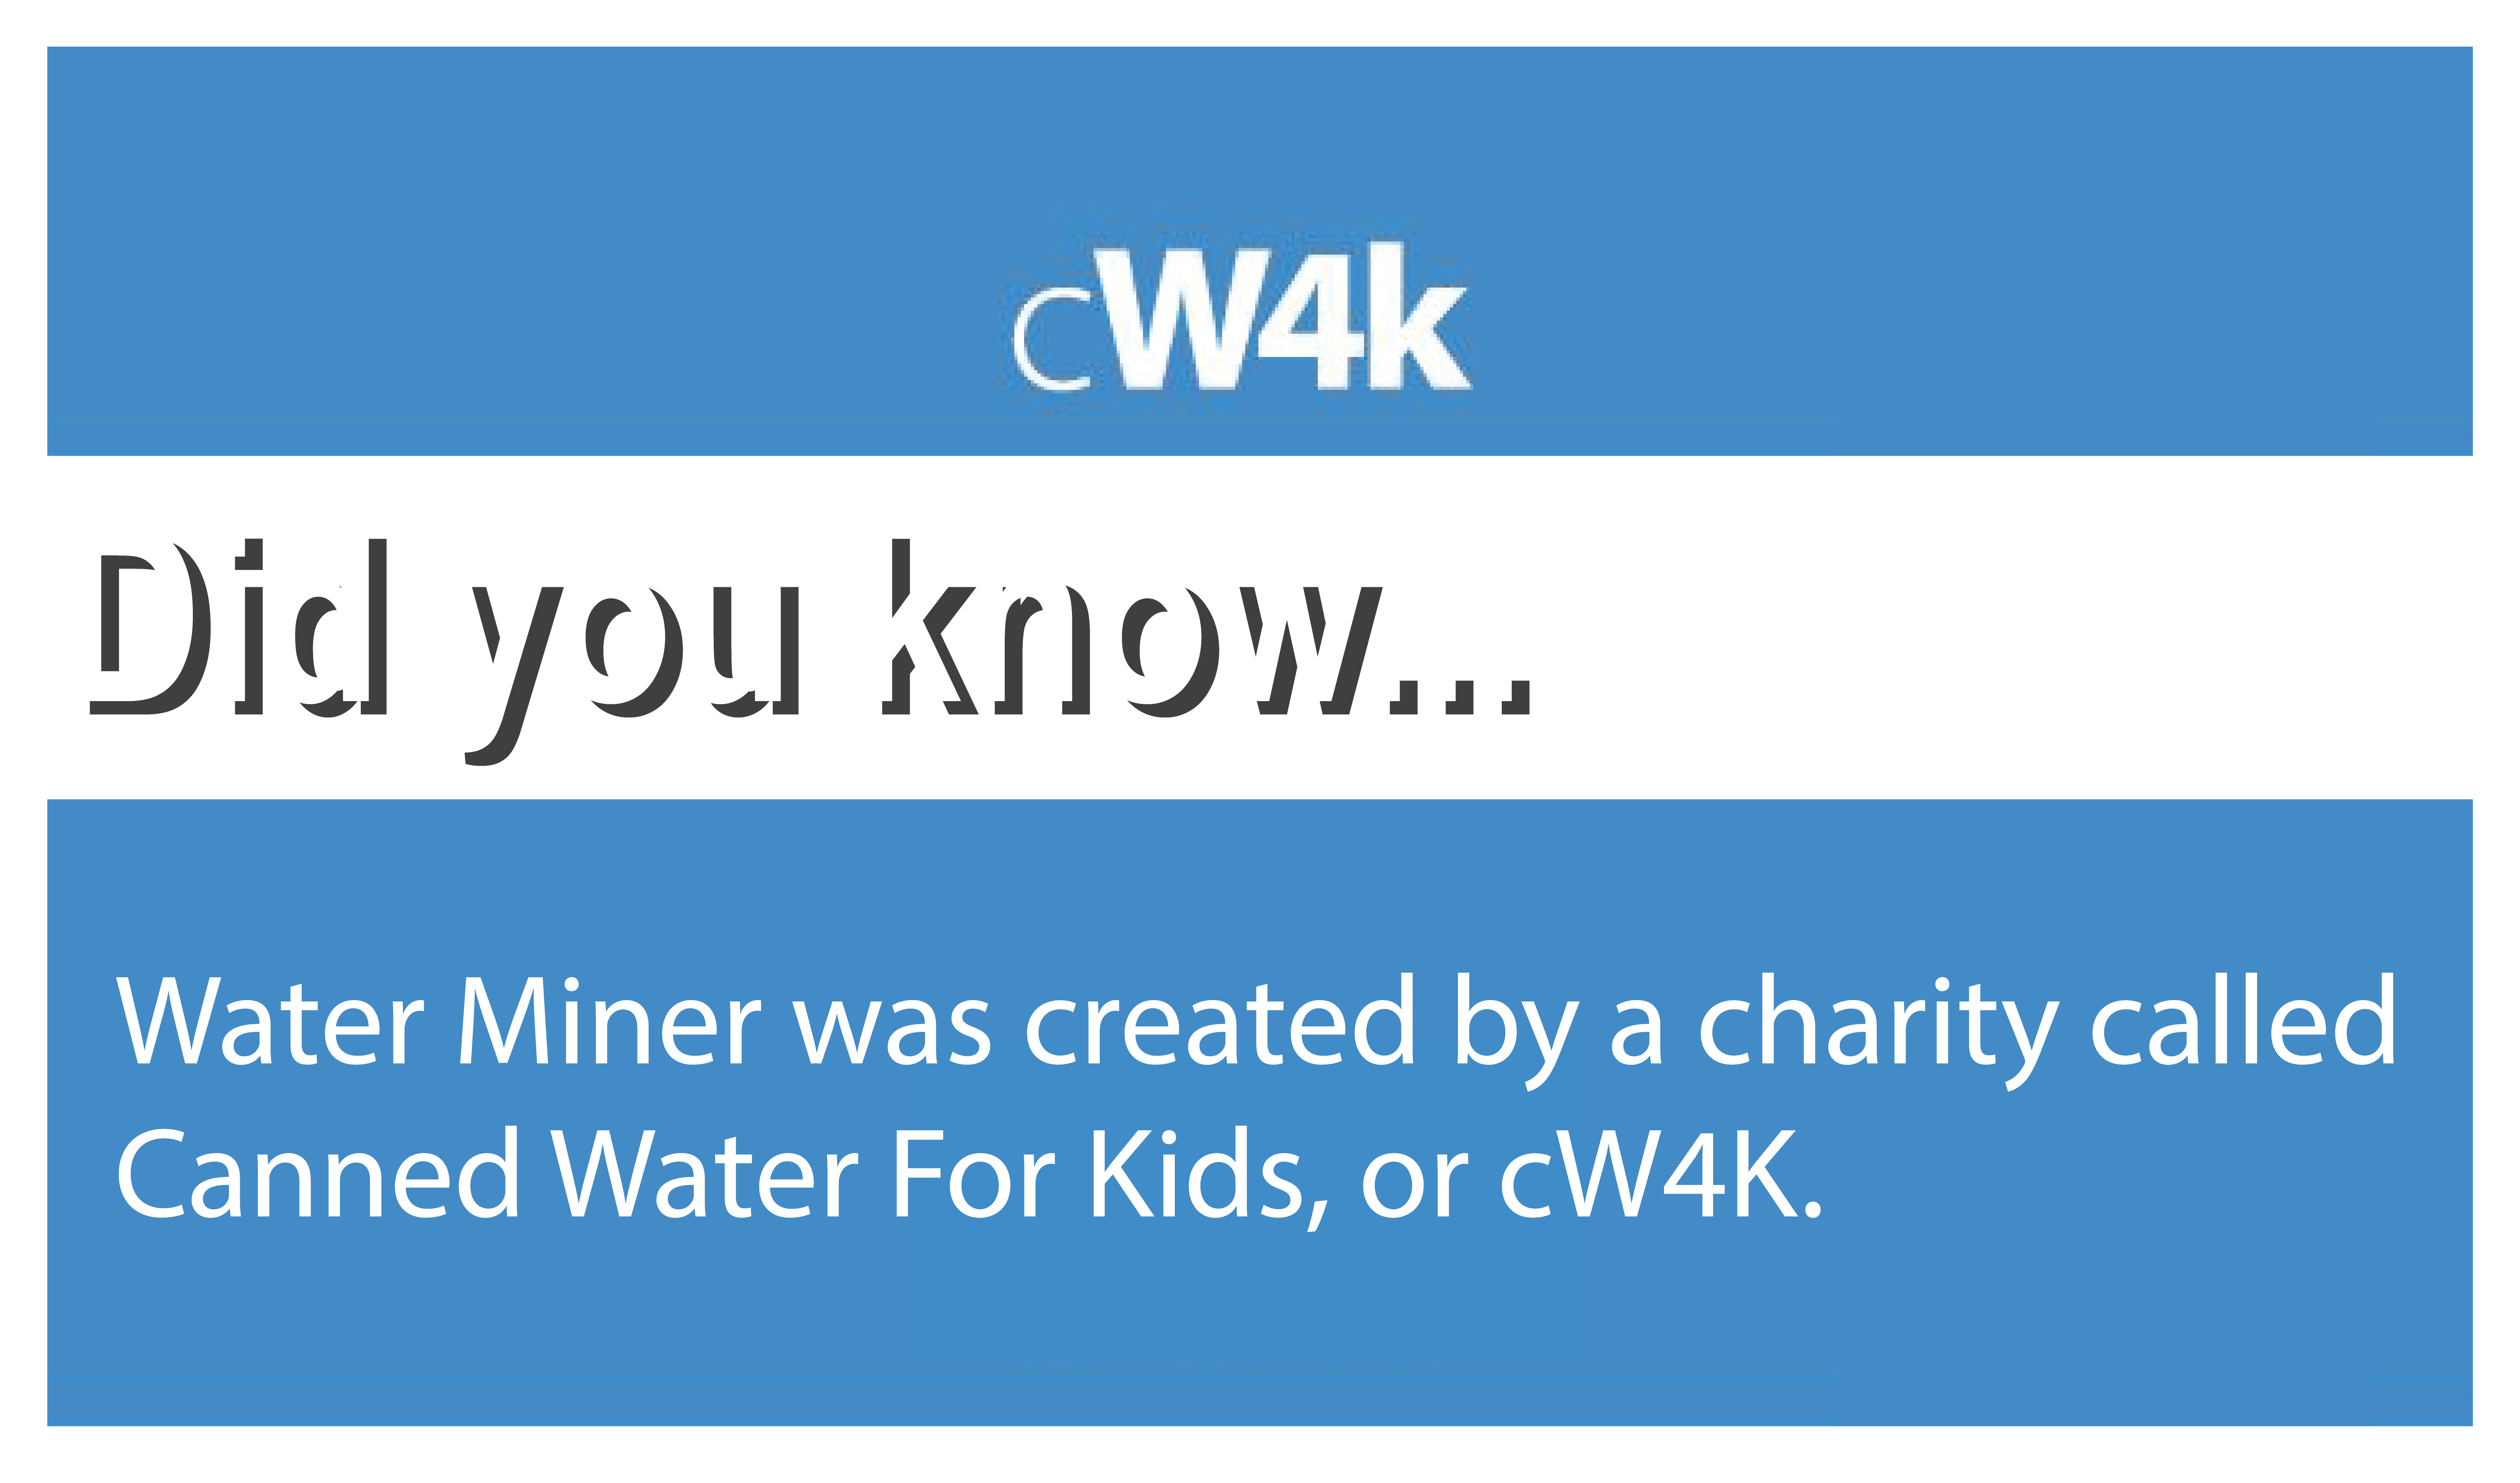 cW4k
Did you know...
Water Miner was created by a charity called
Canned Water For Kids, or cW4K.